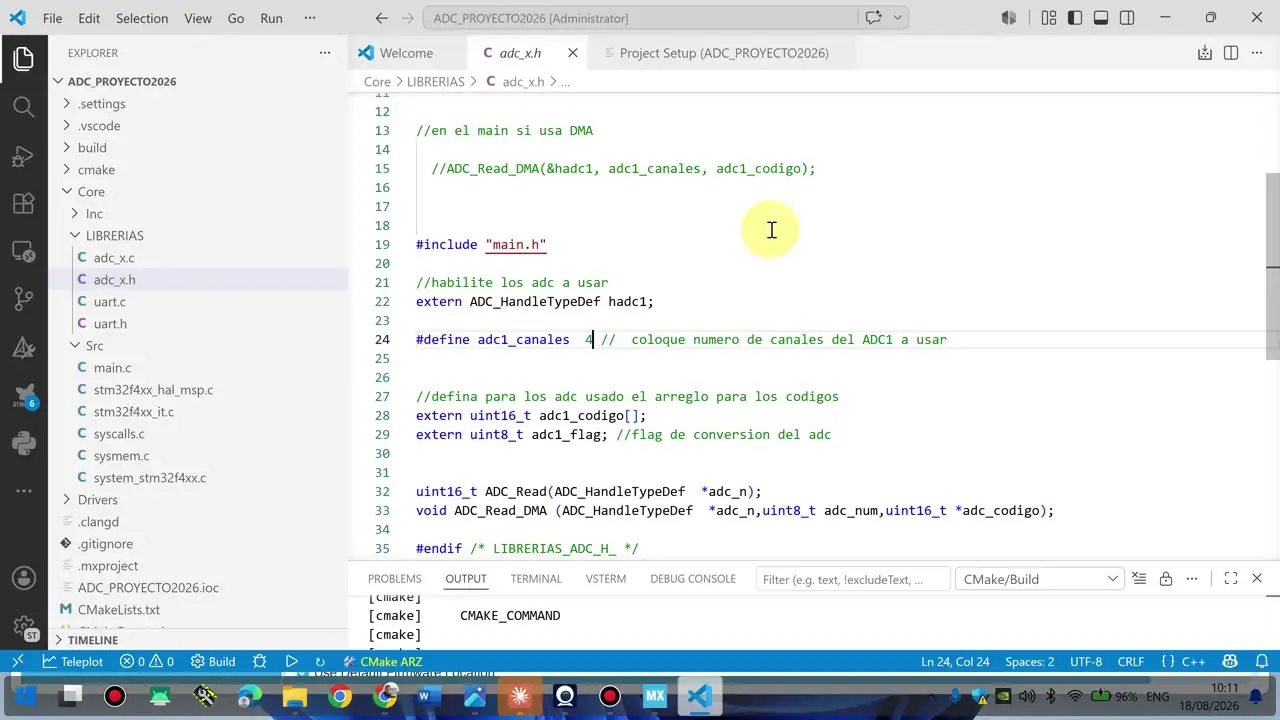 File Edit Selection View Go Run ···
ADC_PROYECTO2026 [Administrator]
EXPLORER
ADC_PROYECTO2026
.settings
.vscode
build
cmake
Core
Inc
LIBRERIAS
C adc_x.c
C adc_x.h
C uart.c
C uart.h
Src
C main.c
C stm32f4xx_hal_msp.c
C stm32f4xx_it.c
C syscalls.c
C sysmem.c
C system_stm32f4xx.c
Drivers
.clangd
.gitignore
.mxproject
ADC_PROYECTO2026.ioc
M CMakeLists.txt
TIMELINE
6
ST
Welcome
C adc_x.h
Project Setup (ADC_PROYECTO2026)
Core > LIBRERIAS > C adc_x.h > ...
11
12
13 //en el main si usa DMA
14
15 //ADC_Read_DMA(&hadc1, adc1_canales, adc1_codigo);
16
17
18
19 #include "main.h"
20
21 //habilite los adc a usar
22 extern ADC_HandleTypeDef hadc1;
23
24 #define adc1_canales 4 // coloque numero de canales del ADC1 a usar
25
26
27 //defina para los adc usado el arreglo para los codigos
28 extern uint16_t adc1_codigo[];
29 extern uint8_t adc1_flag; //flag de conversion del adc
30
31
32 uint16_t ADC_Read(ADC_HandleTypeDef *adc_n);
33 void ADC_Read_DMA (ADC_HandleTypeDef *adc_n,uint8_t adc_num,uint16_t *adc_codigo);
34
35 #endif /* LIBRERIAS_ADC_H_ */
PROBLEMS OUTPUT TERMINAL VSTERM DEBUG CONSOLE
Filter (e.g. text, !excludeText, ...
CMake/Build
[cmake]
[cmake] CMAKE_COMMAND
[cmake]
Teleplot 0 0 Build CMake ARZ
Ln 24, Col 24 Spaces: 2 UTF-8 CRLF { } C++
Use Default Firmware Location
MX
96% ENG
10:11
18/08/2026